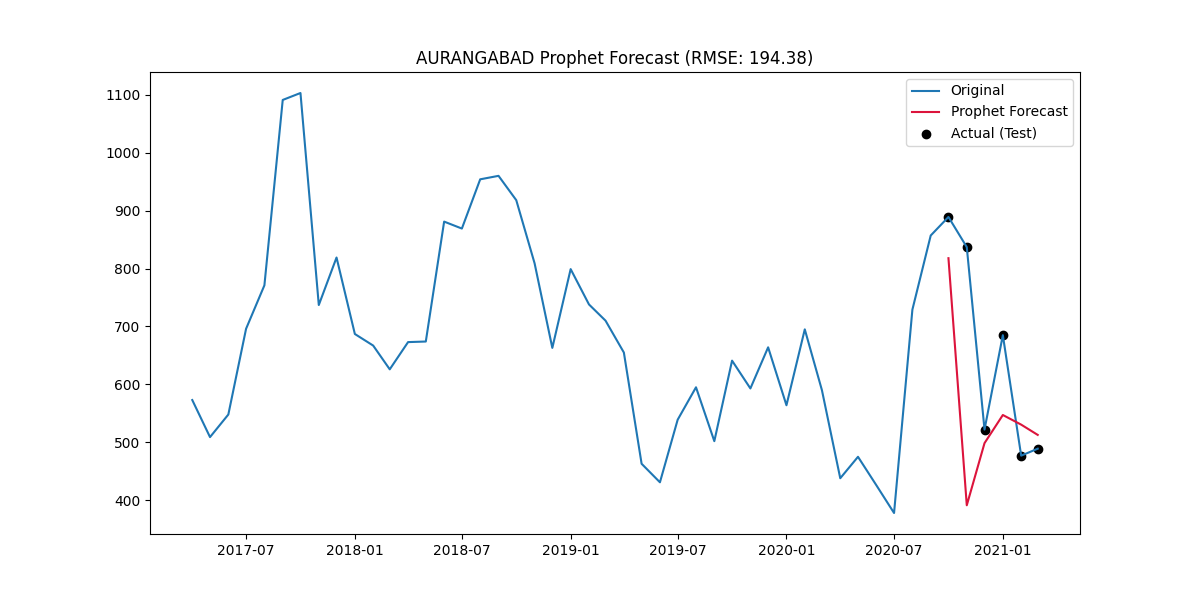 AURANGABAD Prophet Forecast (RMSE: 194.38)
Original
Prophet Forecast
Actual (Test)
1100
1000
900
800
700
600
500
400
2017-07 2018-01 2018-07 2019-01 2019-07 2020-01 2020-07 2021-01